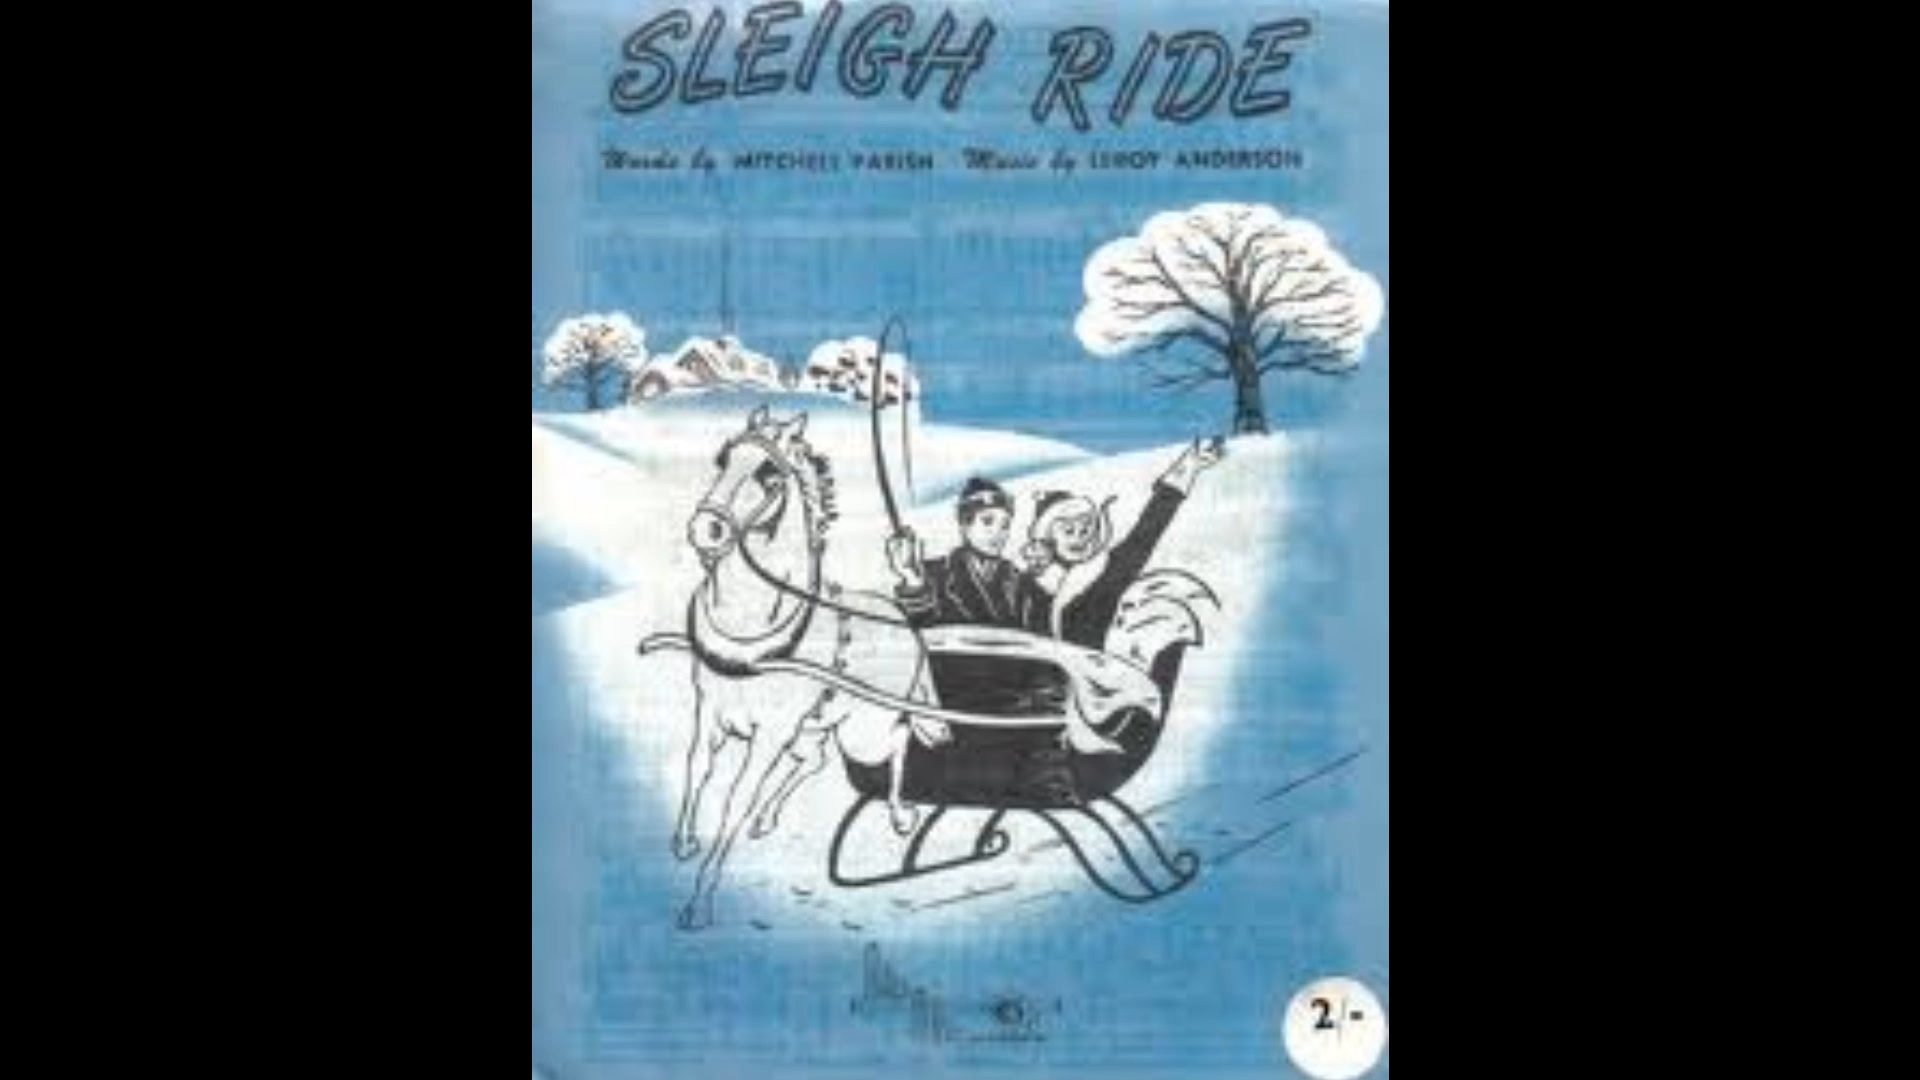 SLEIGH RIDE
Words by MITCHELL PARISH Music by LEROY ANDERSON
2/-